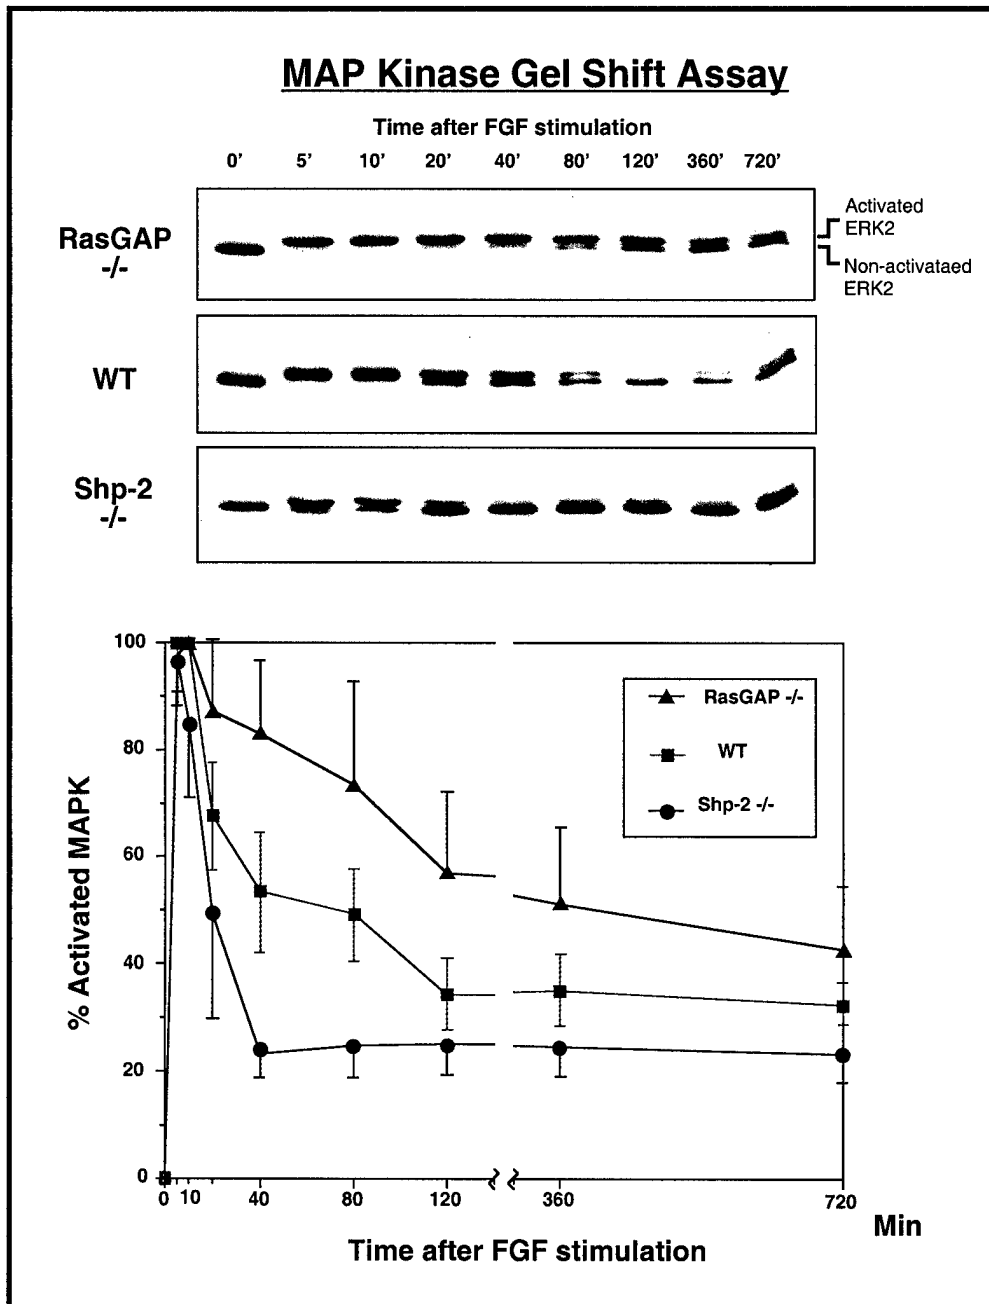 MAP Kinase Gel Shift Assay
Time after FGF stimulation
0' 5' 10' 20' 40' 80' 120' 360' 720'
RasGAP
-/-
Activated
ERK2
Non-activataed
ERK2
WT
Shp-2
-/-
% Activated MAPK
100
80
60
40
20
0
RasGAP -/-
WT
Shp-2 -/-
0 10 40 80 120 360 720
Min
Time after FGF stimulation